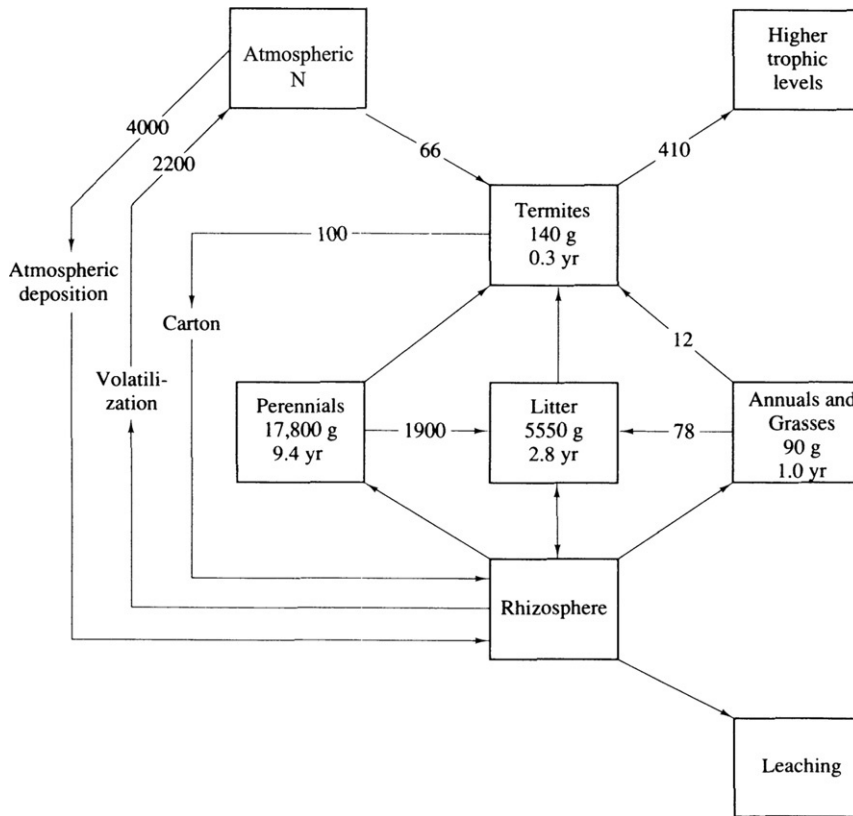 Atmospheric
N
Higher
trophic
levels
4000
2200
66
410
Termites
140 g
0.3 yr
100
Atmospheric
deposition
Carton
12
Volatili-
zation
Perennials
17,800 g
9.4 yr
1900
Litter
5550 g
2.8 yr
78
Annuals and
Grasses
90 g
1.0 yr
Rhizosphere
Leaching